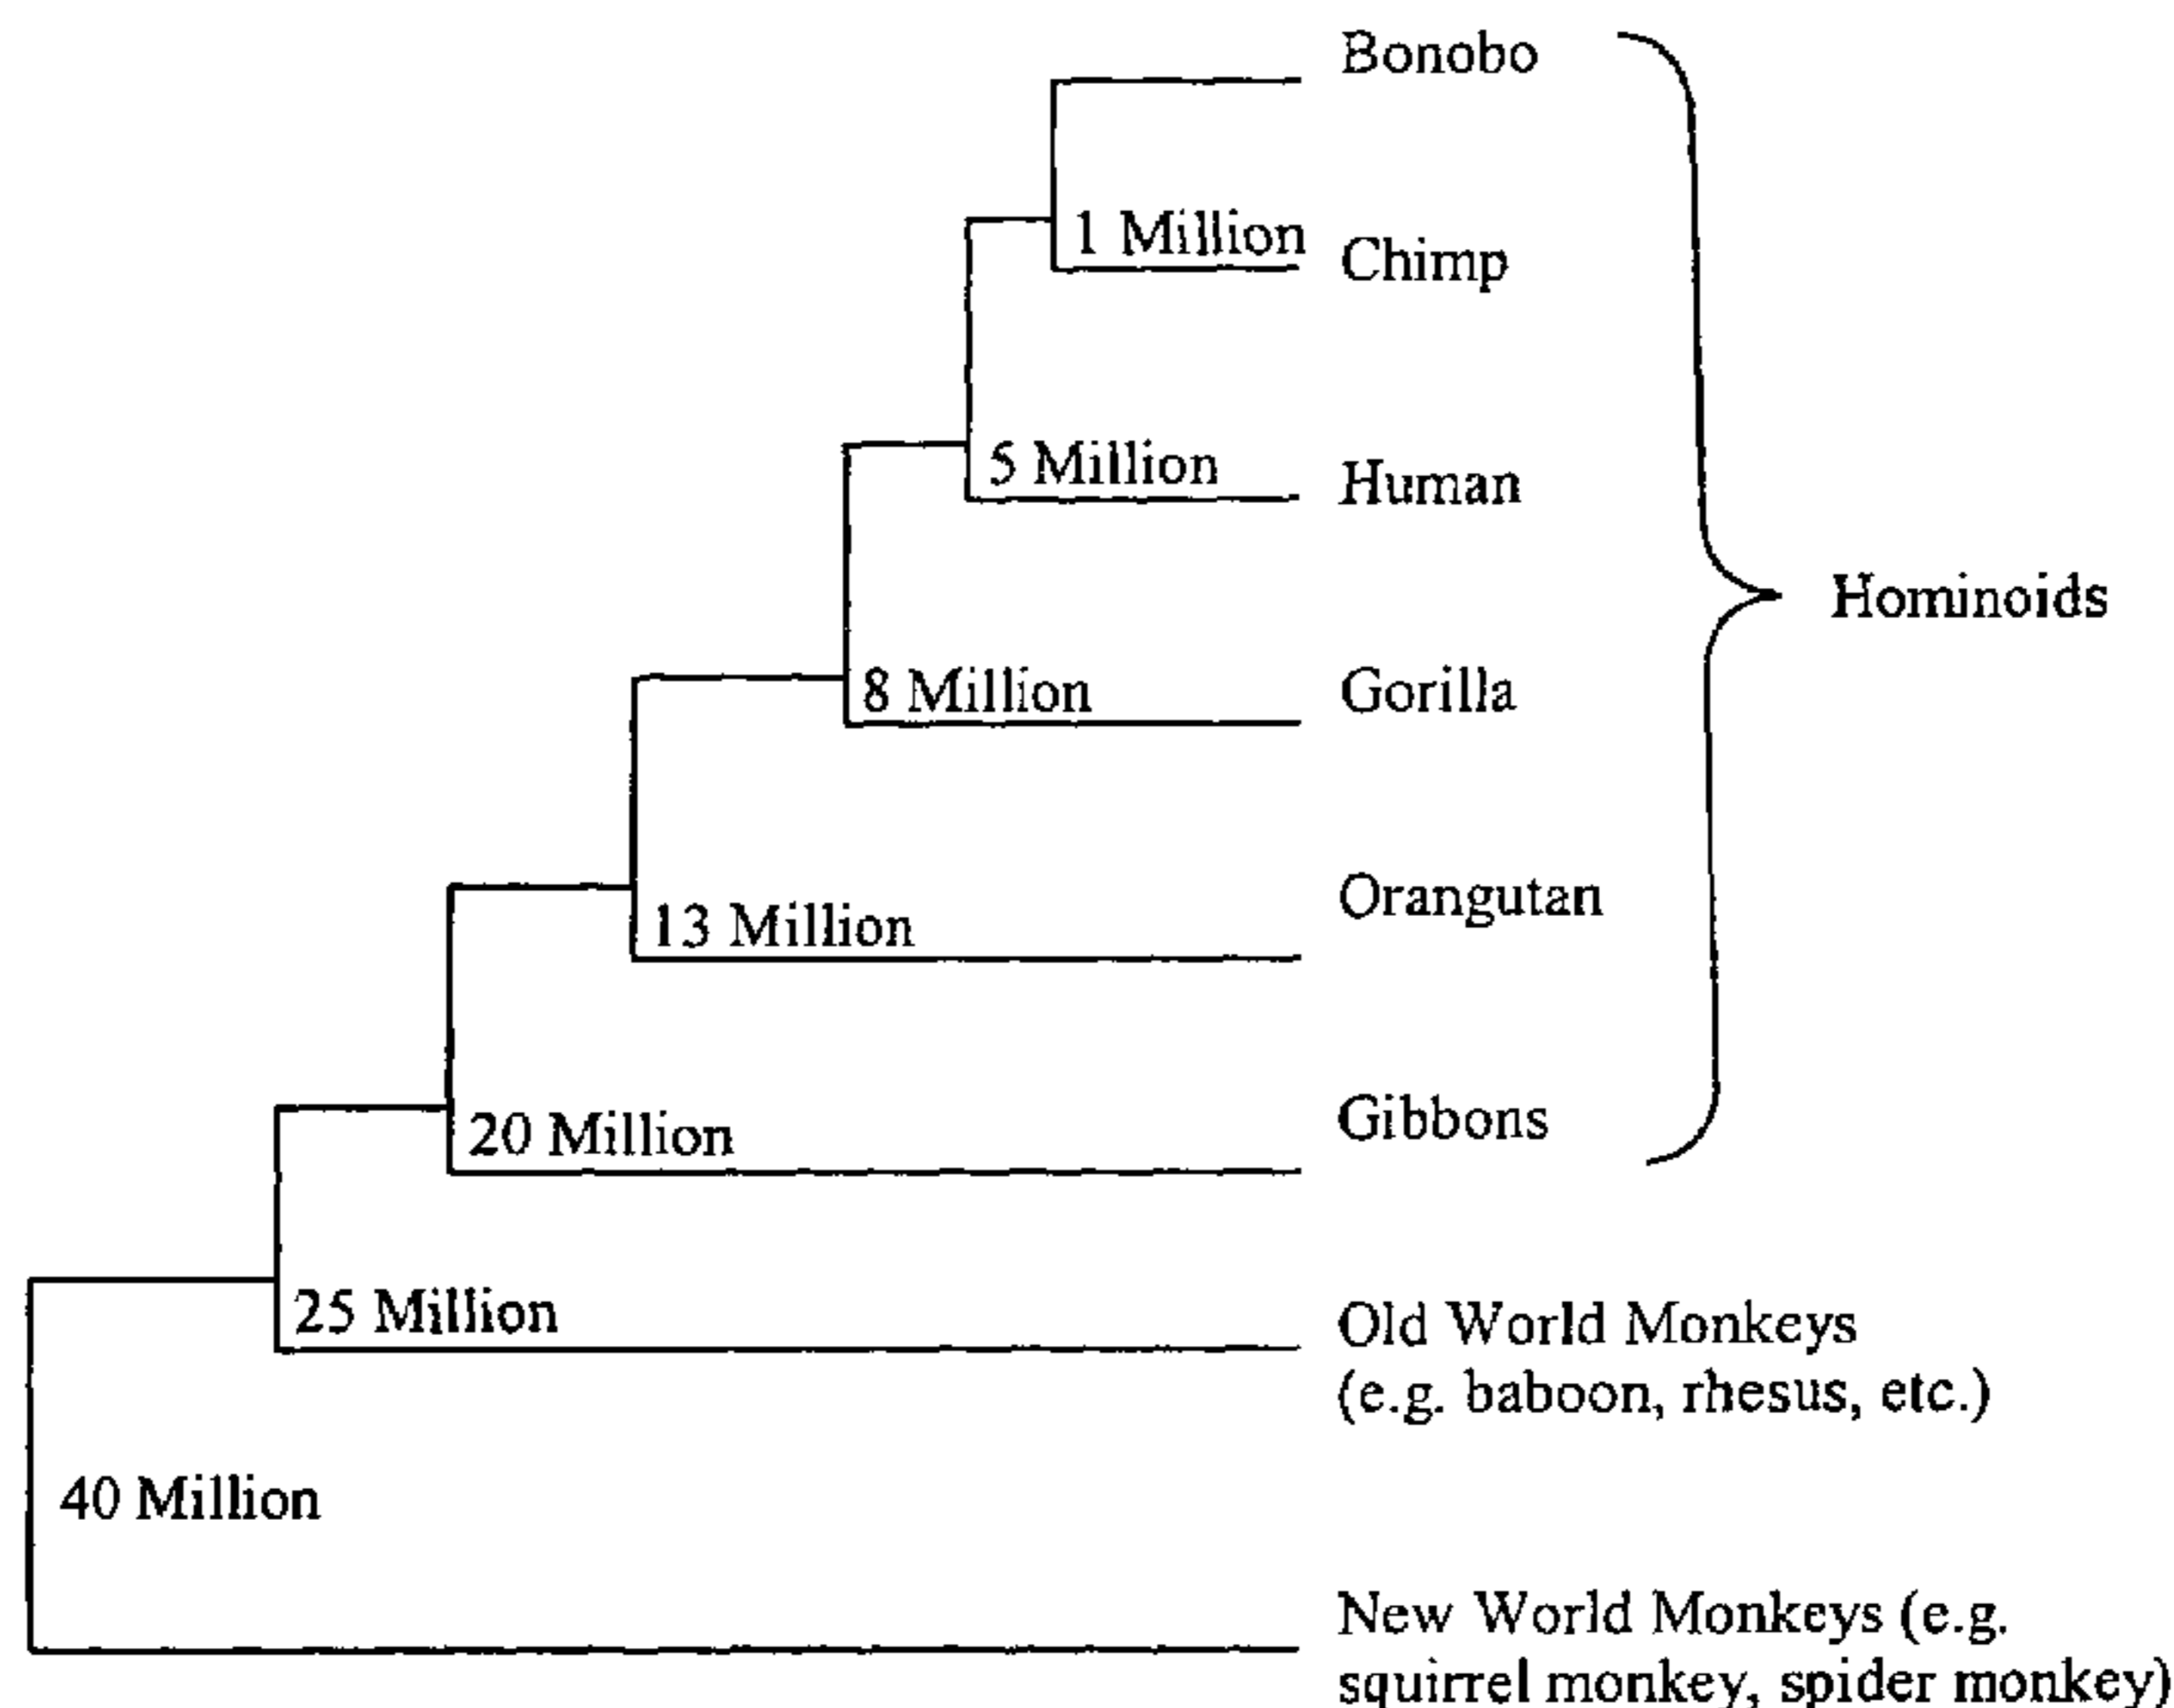 Bonobo
1 Million
Chimp
5 Million
Human
Hominoids
8 Million
Gorilla
13 Million
Orangutan
20 Million
Gibbons
25 Million
Old World Monkeys
(e.g. baboon, rhesus, etc.)
40 Million
New World Monkeys (e.g.
squirrel monkey, spider monkey)